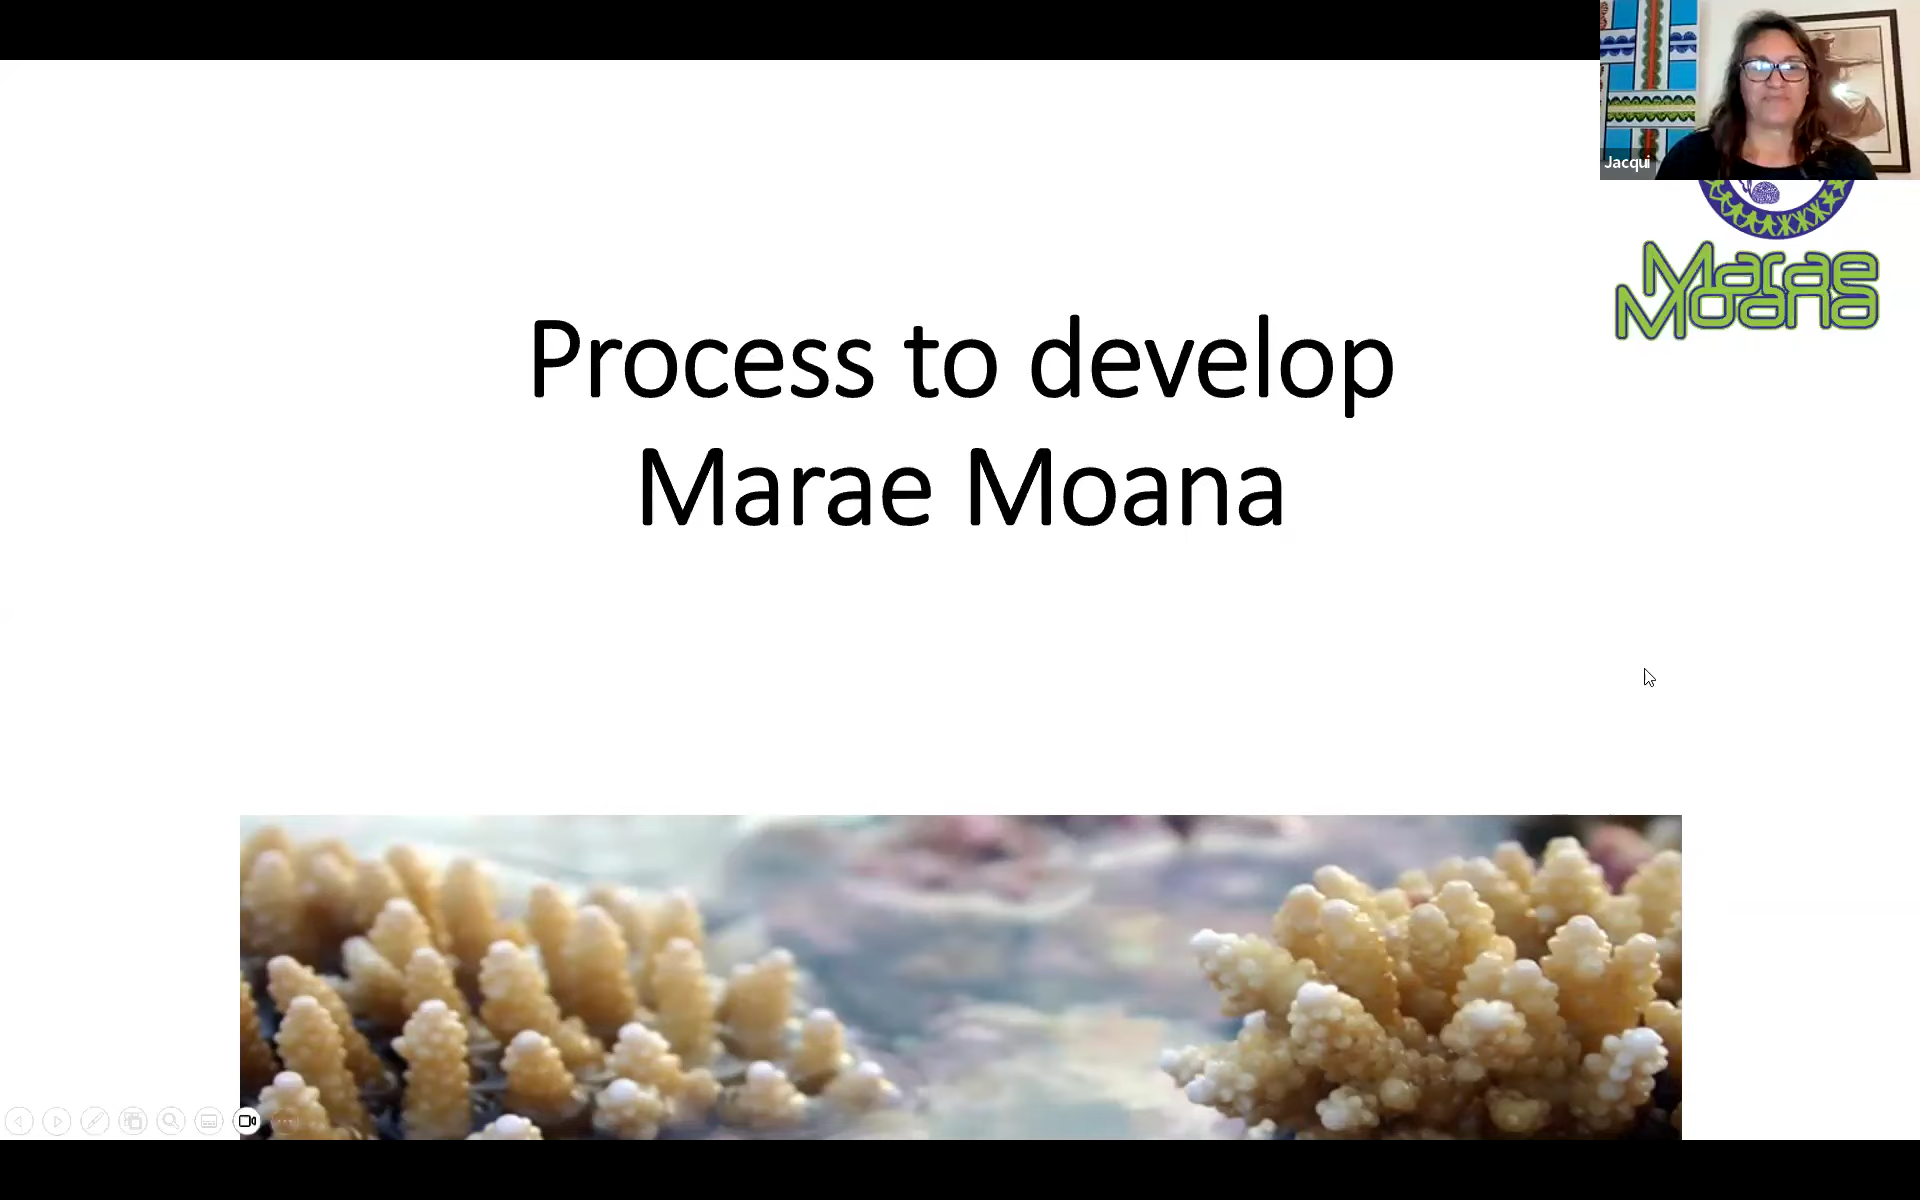 Jacqui
Marae
Moana
Process to develop
Marae Moana